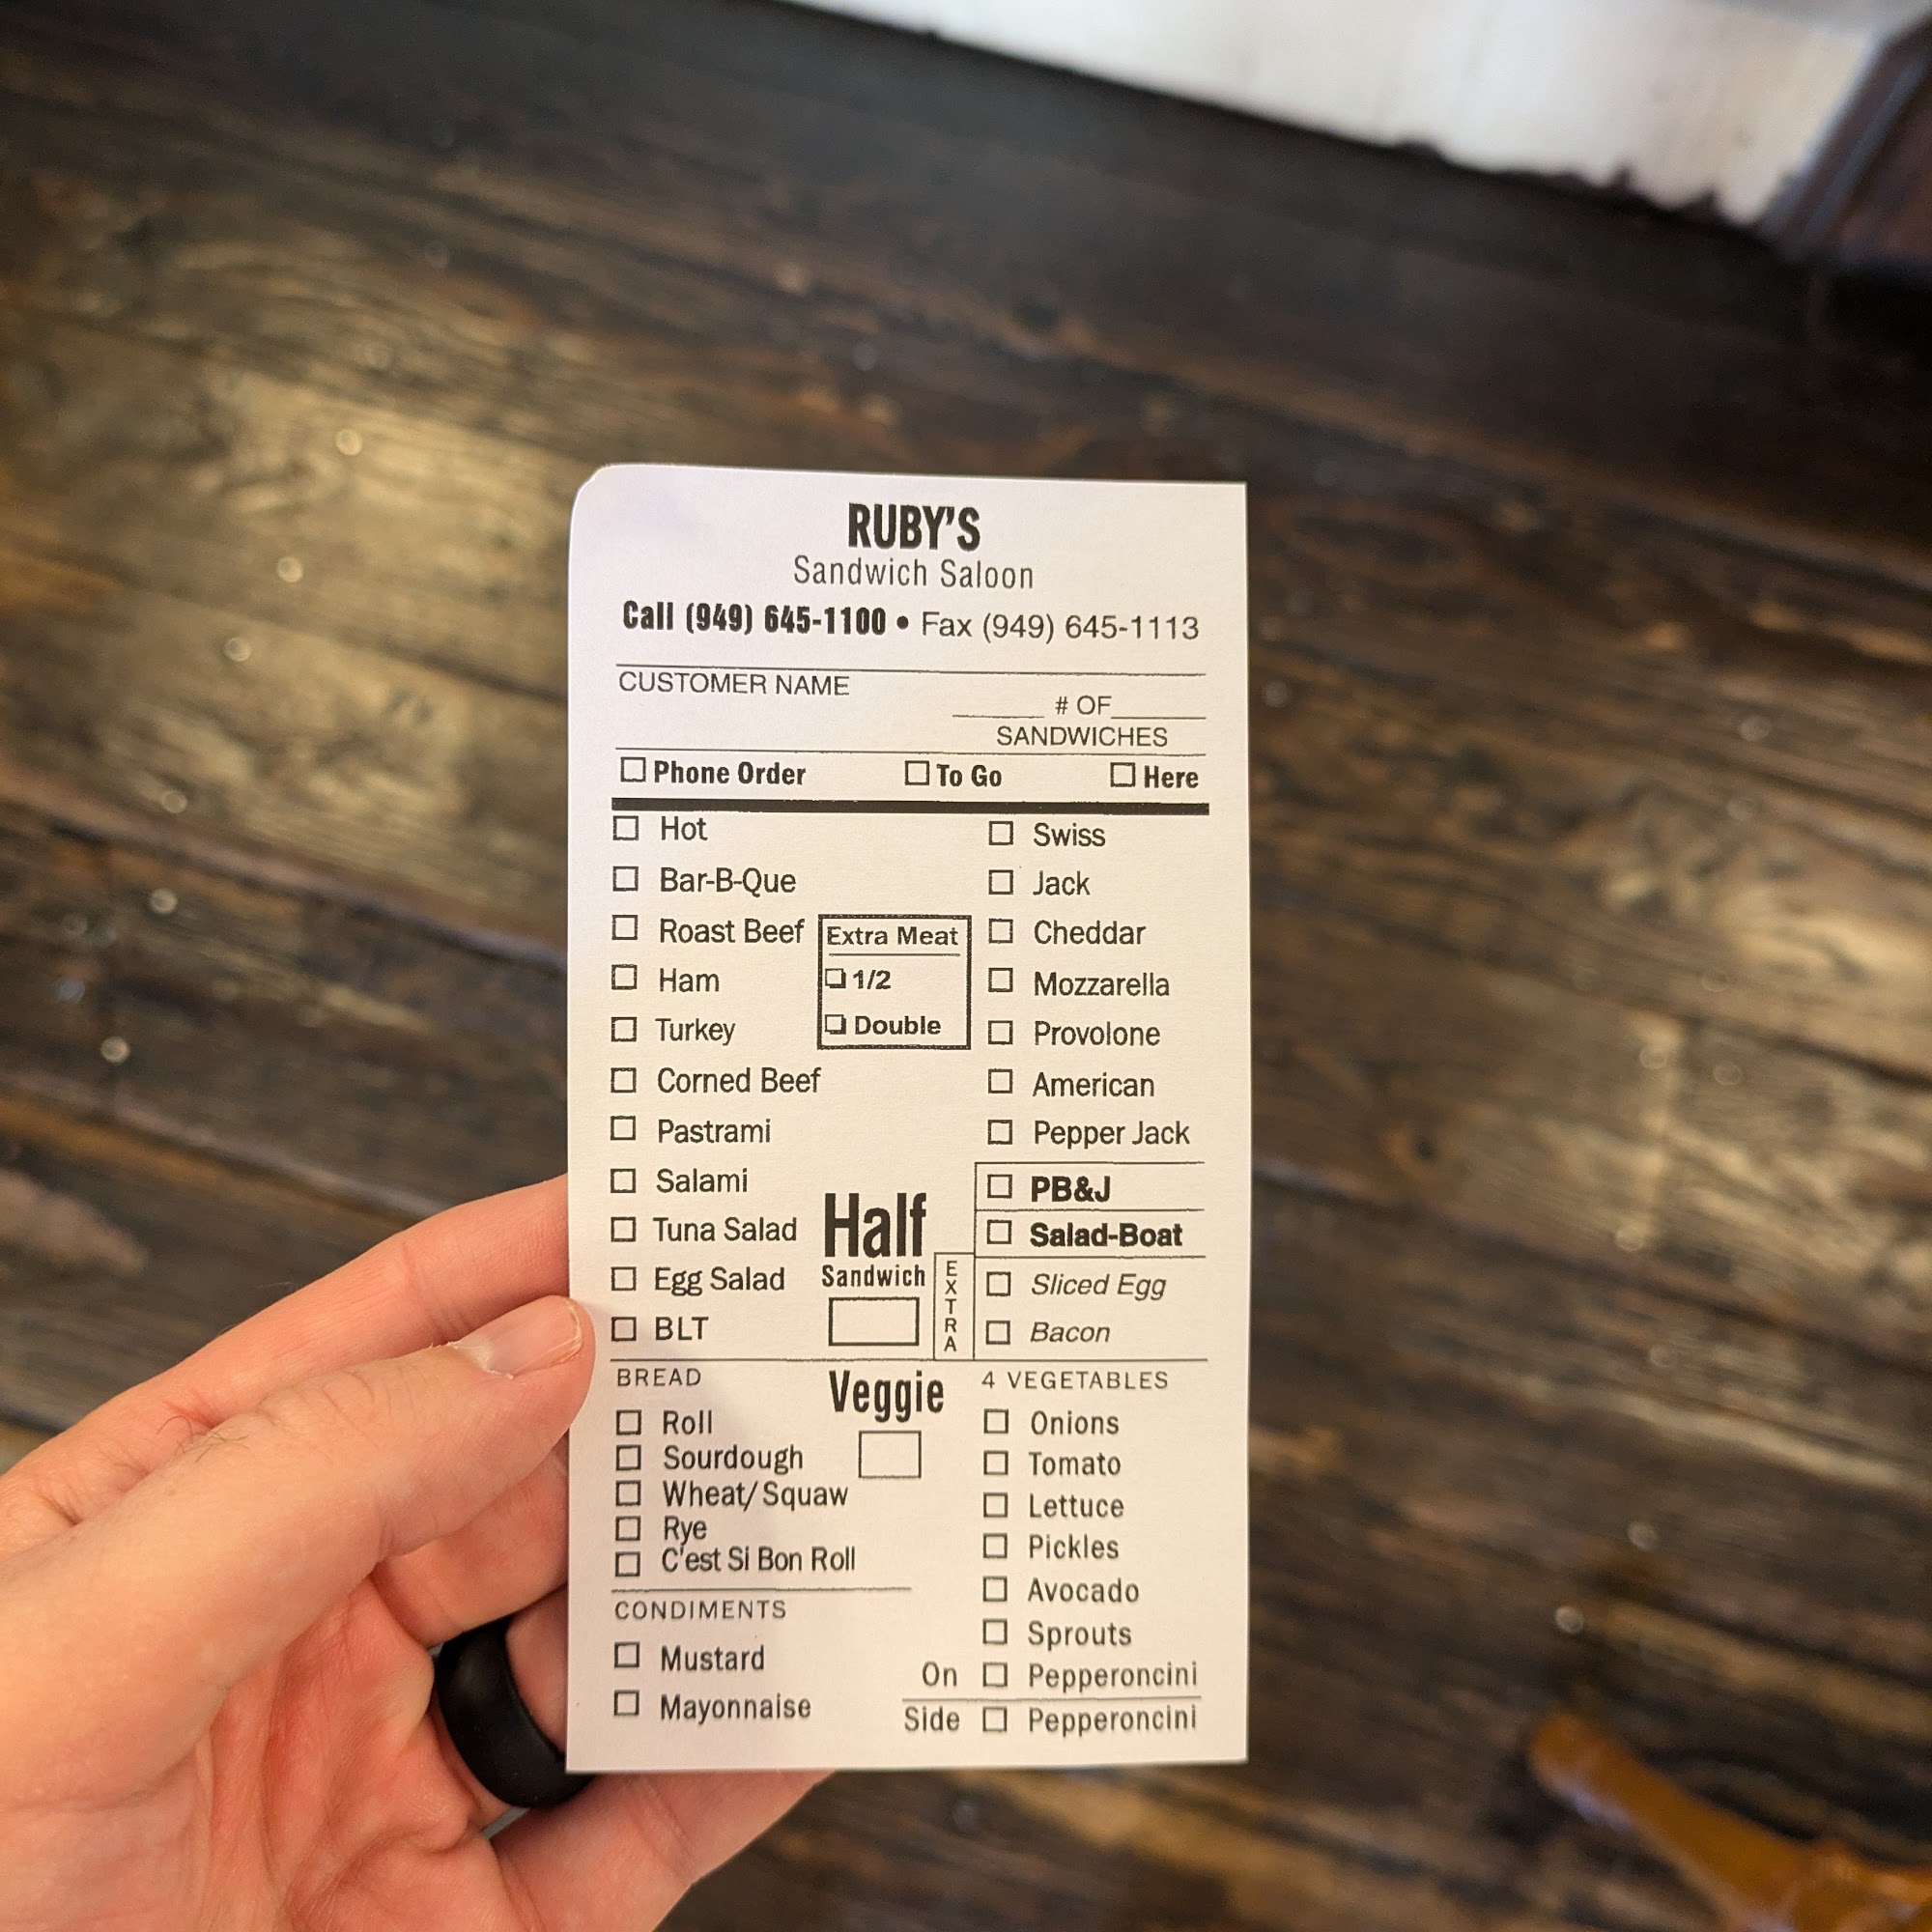 RUBY'S
Sandwich Saloon
Call (949) 645-1100 • Fax (949) 645-1113
CUSTOMER NAME
# OF
SANDWICHES
Phone Order To Go Here
Hot
Bar-B-Que
Roast Beef
Ham
Turkey
Corned Beef
Pastrami
Salami
Tuna Salad
Egg Salad
BLT
Extra Meat
1/2
Double
Half
Sandwich
Swiss
Jack
Cheddar
Mozzarella
Provolone
American
Pepper Jack
PB&J
Salad-Boat
EXTRA
Sliced Egg
Bacon
BREAD
Roll
Sourdough
Wheat/Squaw
Rye
C'est Si Bon Roll
Veggie
CONDIMENTS
Mustard
Mayonnaise
4 VEGETABLES
Onions
Tomato
Lettuce
Pickles
Avocado
Sprouts
On Pepperoncini
Side Pepperoncini